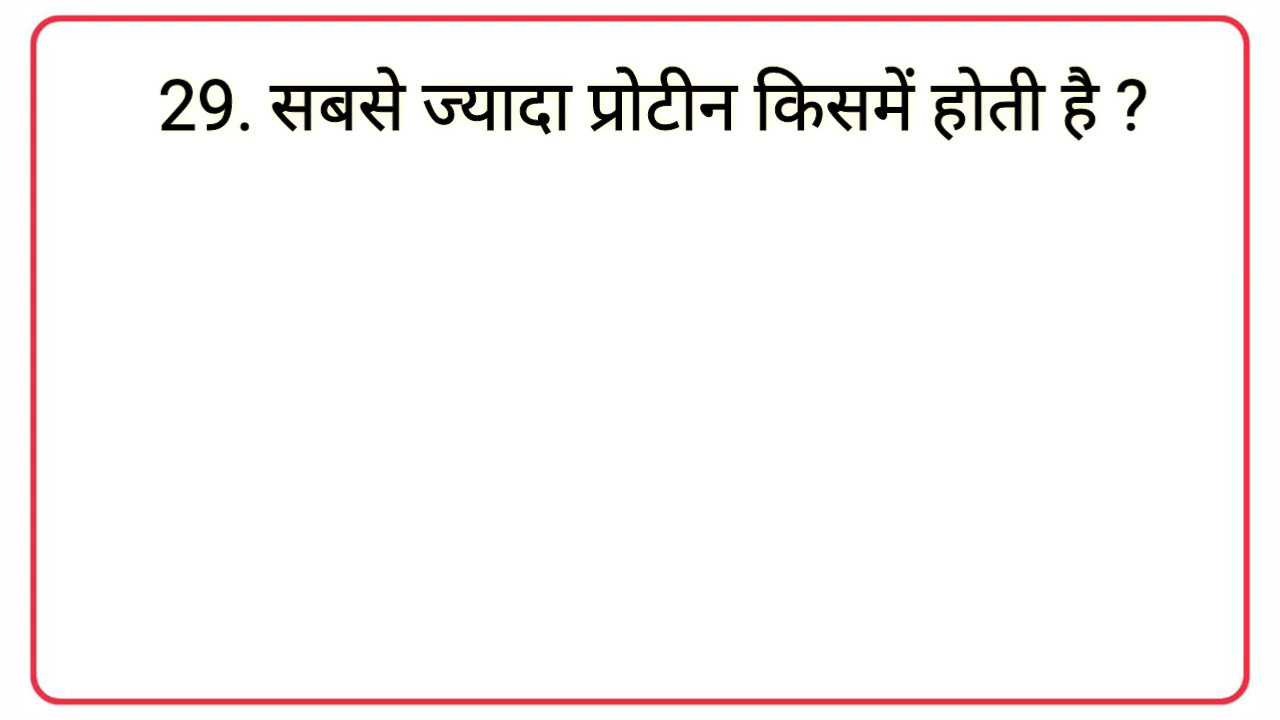 29. सबसे ज्यादा प्रोटीन किसमें होती है ?